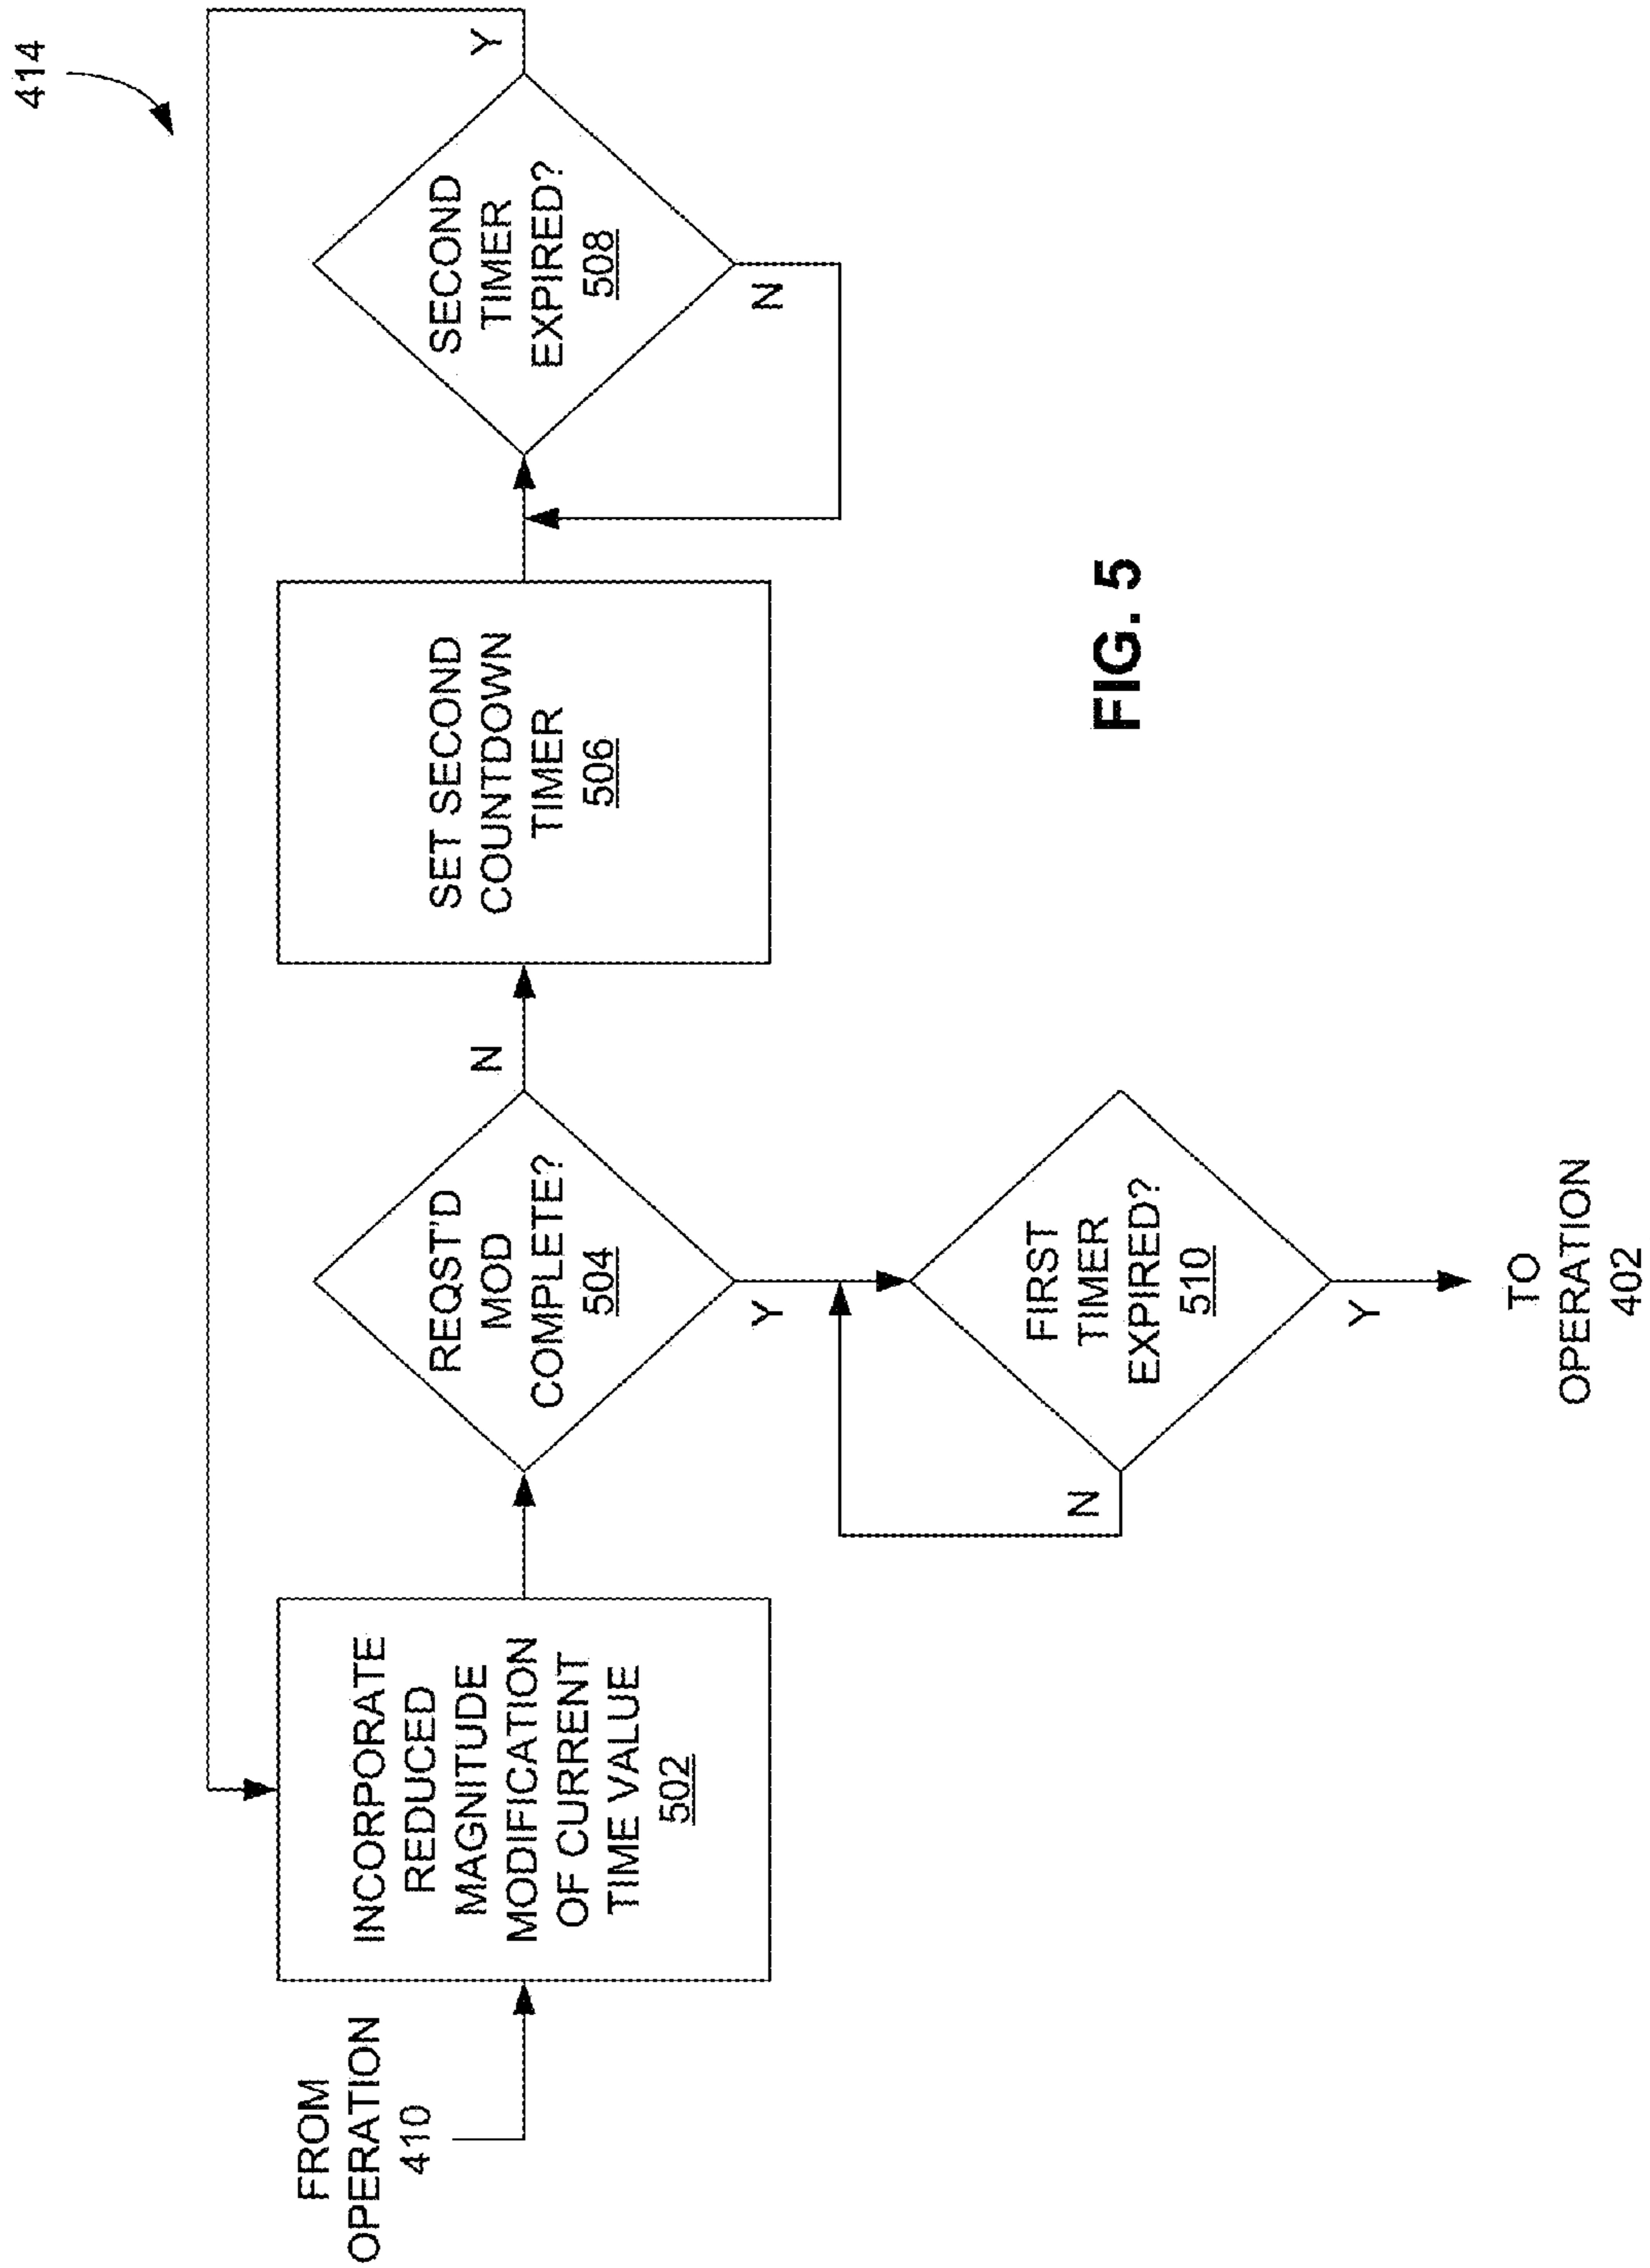 414
FROM
OPERATION
410
INCORPORATE
REDUCED
MAGNITUDE
MODIFICATION
OF CURRENT
TIME VALUE
502
REQST'D
MOD
COMPLETE?
504
N
Y
SET SECOND
COUNTDOWN
TIMER
506
SECOND
TIMER
EXPIRED?
508
Y
N
FIRST
TIMER
EXPIRED?
510
N
Y
TO
OPERATION
402
FIG. 5